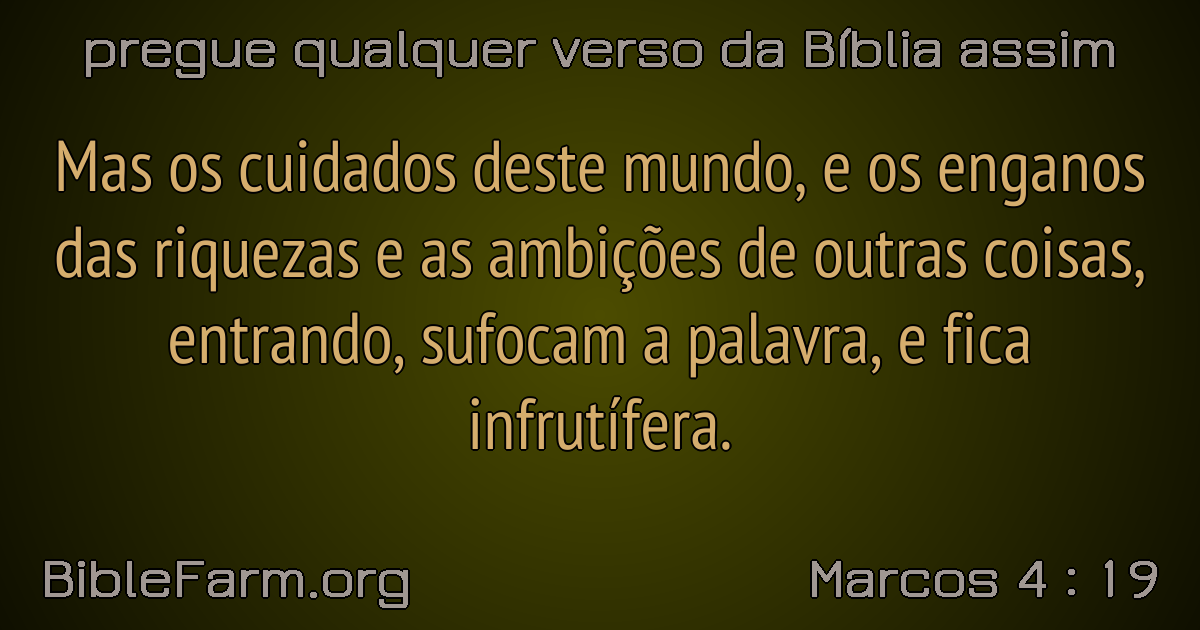 pregue qualquer verso da Bíblia assim
Mas os cuidados deste mundo, e os enganos
das riquezas e as ambições de outras coisas,
entrando, sufocam a palavra, e fica
infrutífera.
BibleFarm.org
Marcos 4 : 19